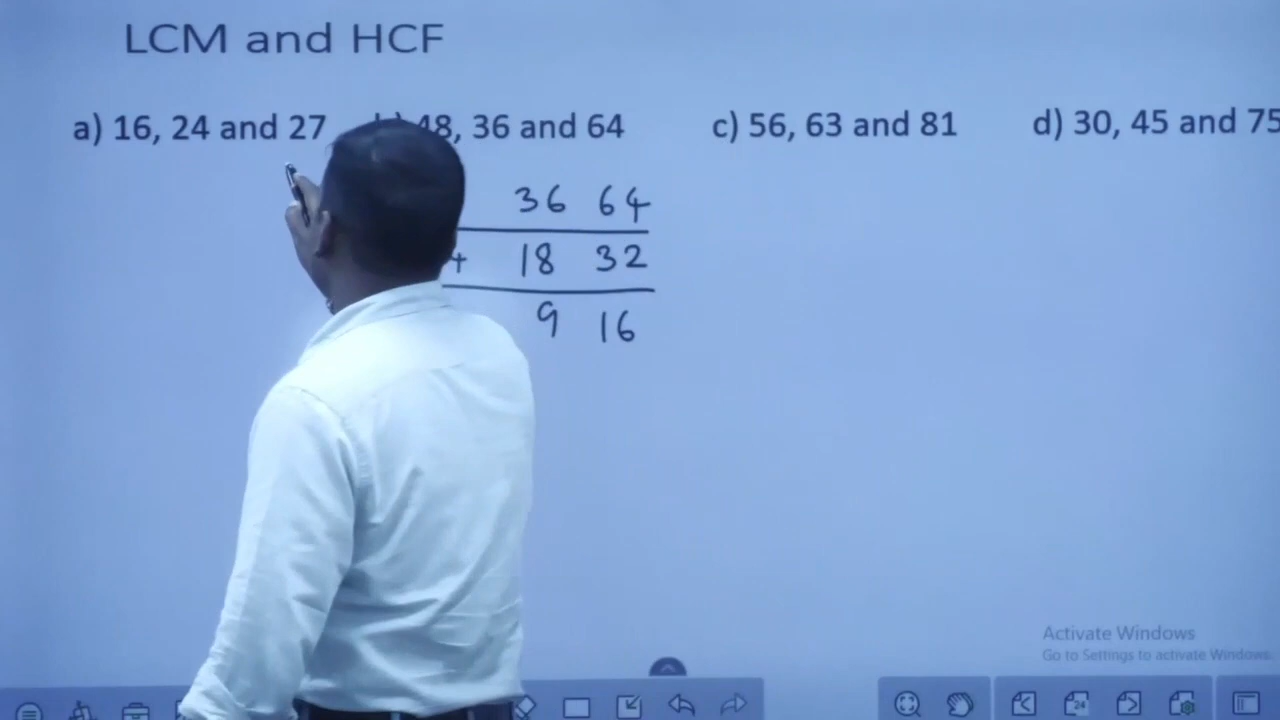 LCM and HCF
a) 16, 24 and 27 48, 36 and 64 c) 56, 63 and 81 d) 30, 45 and 75
36 64
18 32
9 16
Activate Windows
Go to Settings to activate Windows.
24